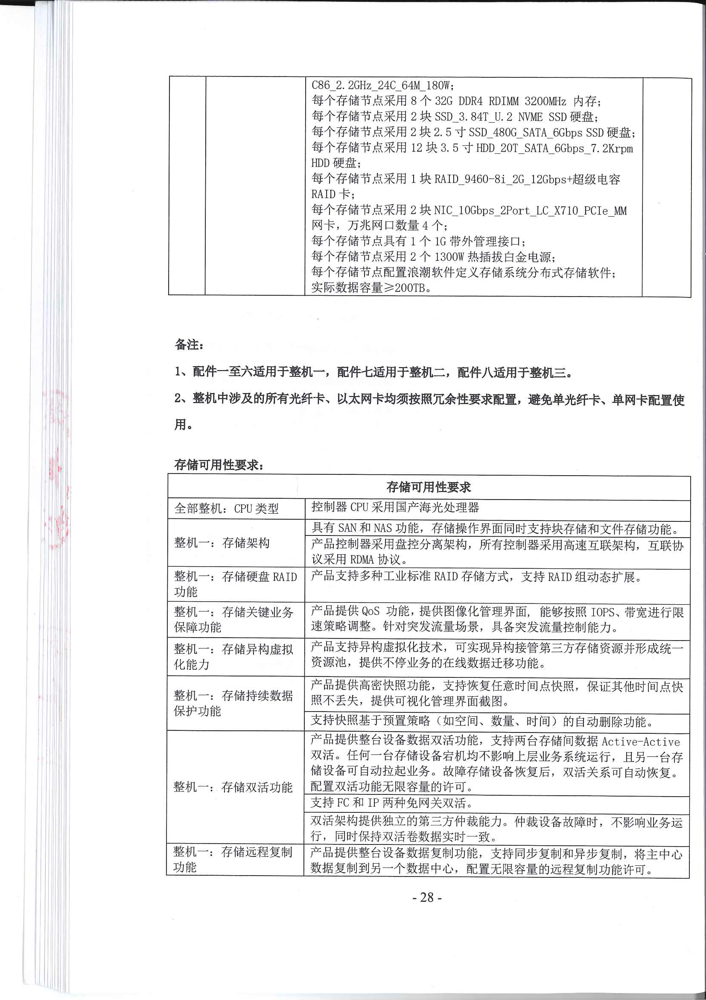 C86_2.2GHz_24C_64M_180W;
每个存储节点采用 8 个 32G DDR4 RDIMM 3200MHz 内存;
每个存储节点采用 2 块 SSD_3.84T_U.2 NVME SSD 硬盘;
每个存储节点采用 2 块 2.5 寸 SSD_480G_SATA_6Gbps SSD 硬盘;
每个存储节点采用 12 块 3.5 寸 HDD_20T_SATA_6Gbps_7.2Krpm
HDD 硬盘;
每个存储节点采用 1 块 RAID_9460-8i_2G_12Gbps+超级电容
RAID 卡;
每个存储节点采用 2 块 NIC_10Gbps_2Port_LC_X710_PCIe_MM
网卡，万兆网口数量 4 个;
每个存储节点具有 1 个 1G 带外管理接口;
每个存储节点采用 2 个 1300W 热插拔白金电源;
每个存储节点配置浪潮软件定义存储系统分布式存储软件;
实际数据容量≥200TB。
备注:
1、配件一至六适用于整机一，配件七适用于整机二，配件八适用于整机三。
2、整机中涉及的所有光纤卡、以太网卡均须按照冗余性要求配置，避免单光纤卡、单网卡配置使
用。
存储可用性要求:
存储可用性要求
全部整机: CPU 类型
控制器 CPU 采用国产海光处理器
整机一: 存储架构
具有 SAN 和 NAS 功能，存储操作界面同时支持块存储和文件存储功能。
产品控制器采用盘控分离架构，所有控制器采用高速互联架构，互联协
议采用 RDMA 协议。
整机一: 存储硬盘 RAID
功能
产品支持多种工业标准 RAID 存储方式，支持 RAID 组动态扩展。
整机一: 存储关键业务
保障功能
产品提供 QoS 功能，提供图像化管理界面，能够按照 IOPS、带宽进行限
速策略调整。针对突发流量场景，具备突发流量控制能力。
整机一: 存储异构虚拟
化能力
产品支持异构虚拟化技术，可实现异构接管第三方存储资源并形成统一
资源池，提供不停业务的在线数据迁移功能。
整机一: 存储持续数据
保护功能
产品提供高密快照功能，支持恢复任意时间点快照，保证其他时间点快
照不丢失，提供可视化管理界面截图。
支持快照基于预置策略（如空间、数量、时间）的自动删除功能。
整机一: 存储双活功能
产品提供整台设备数据双活功能，支持两台存储间数据 Active-Active
双活。任何一台存储设备宕机均不影响上层业务系统运行，且另一台存
储设备可自动拉起业务。故障存储设备恢复后，双活关系可自动恢复。
配置双活功能无限容量的许可。
支持 FC 和 IP 两种免网关双活。
双活架构提供独立的第三方仲裁能力。仲裁设备故障时，不影响业务运
行，同时保持双活卷数据实时一致。
整机一: 存储远程复制
功能
产品提供整台设备数据复制功能，支持同步复制和异步复制，将主中心
数据复制到另一个数据中心，配置无限容量的远程复制功能许可。
- 28 -